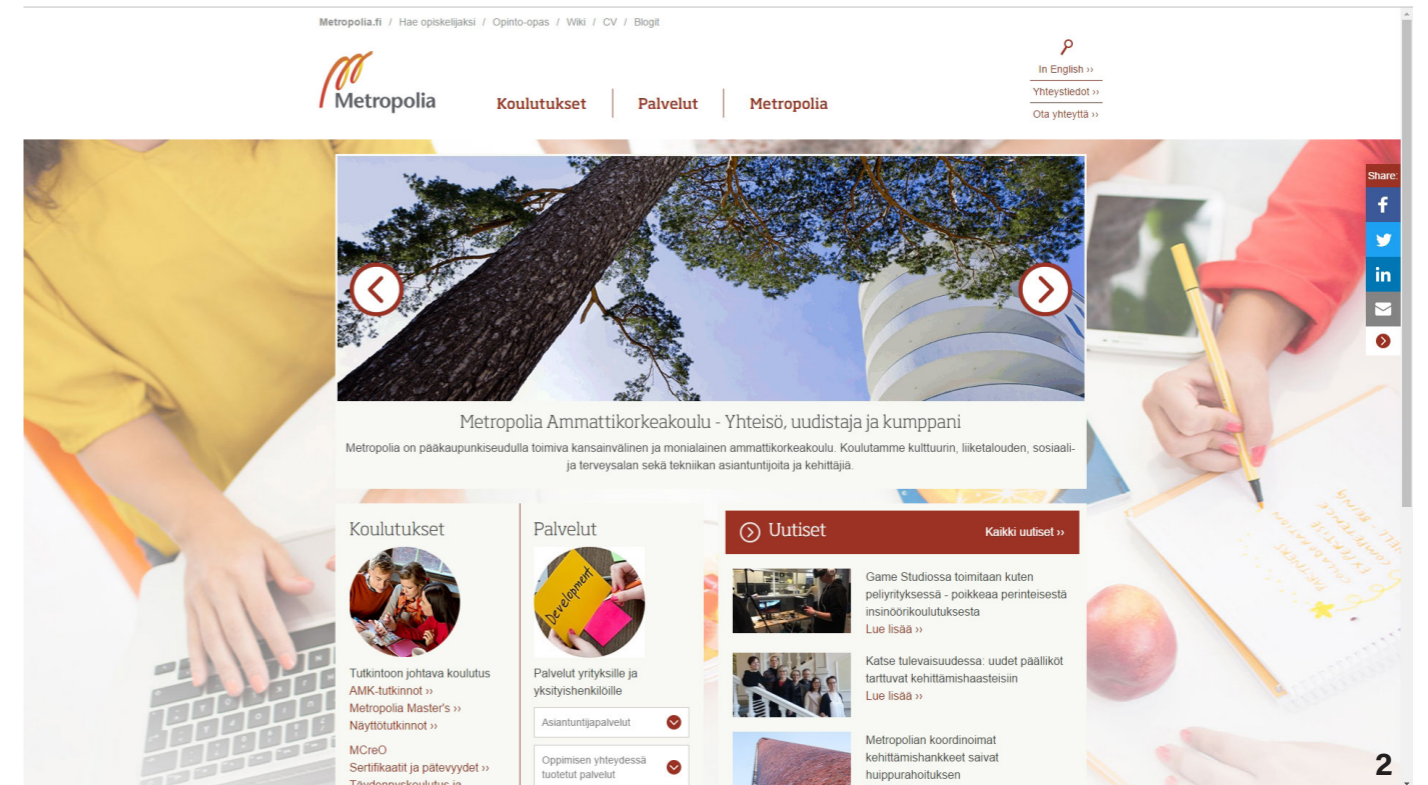 Metropolia.fi / Hae opiskelijaksi / Opinto-opas / Wiki / CV / Blogit
Metropolia
Koulutukset
Palvelut
Metropolia
In English ››
Yhteystiedot ››
Ota yhteyttä ››
Share:
Metropolia Ammattikorkeakoulu - Yhteisö, uudistaja ja kumppani
Metropolia on pääkaupunkiseudulla toimiva kansainvälinen ja monialainen ammattikorkeakoulu. Koulutamme kulttuurin, liiketalouden, sosiaali-
ja terveysalan sekä tekniikan asiantuntijoita ja kehittäjiä.
Koulutukset
Tutkintoon johtava koulutus
AMK-tutkinnot ››
Metropolia Master's ››
Näyttötutkinnot ››
MCreO
Sertifikaatit ja pätevyydet ››
Täydennyskoulutus ja
Palvelut
Development
Palvelut yrityksille ja
yksityishenkilöille
Asiantuntijapalvelut
Oppimisen yhteydessä
tuotetut palvelut
Uutiset
Kaikki uutiset ››
Game Studiossa toimitaan kuten
peliyrityksessä - poikkeaa perinteisestä
insinöörikoulutuksesta
Lue lisää ››
Katse tulevaisuudessa: uudet päälliköt
tarttuvat kehittämishaasteisiin
Lue lisää ››
Metropolian koordinoimat
kehittämishankkeet saivat
huippurahoituksen
2